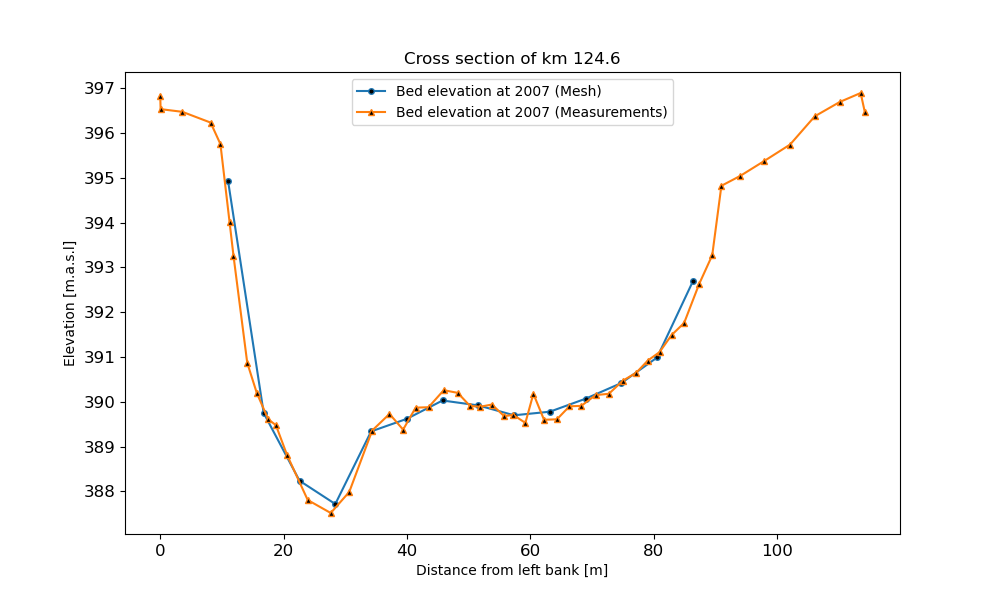 Cross section of km 124.6
Bed elevation at 2007 (Mesh)
Bed elevation at 2007 (Measurements)
Elevation [m.a.s.l]
397
396
395
394
393
392
391
390
389
388
0 20 40 60 80 100
Distance from left bank [m]